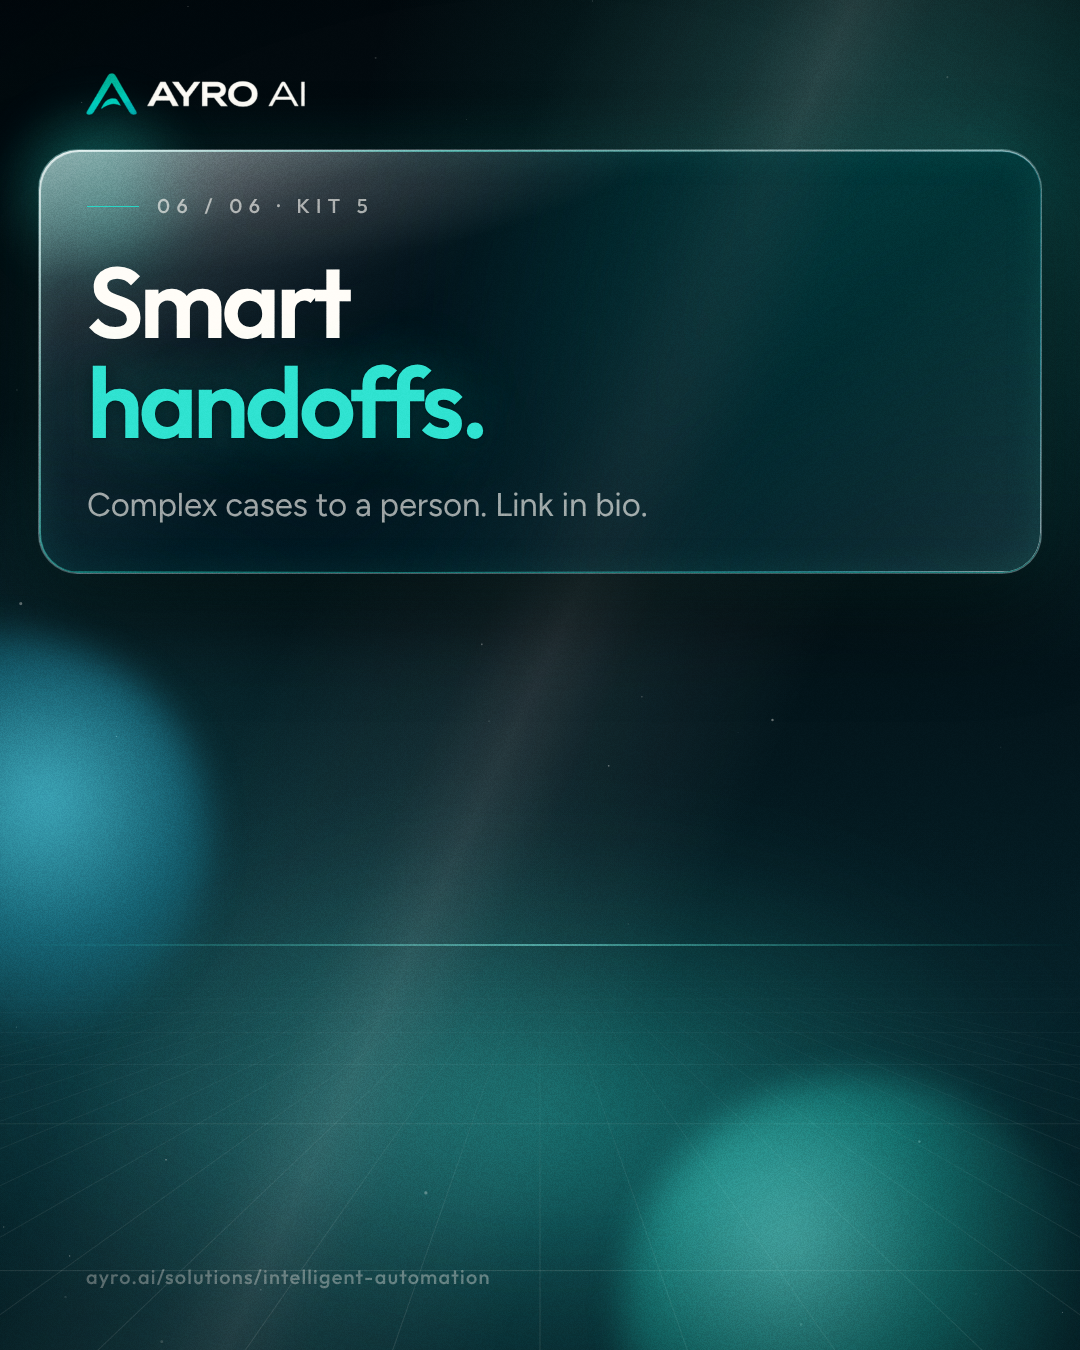 AYRO AI
06 / 06 · KIT 5
Smart
handoffs.
Complex cases to a person. Link in bio.
ayro.ai/solutions/intelligent-automation